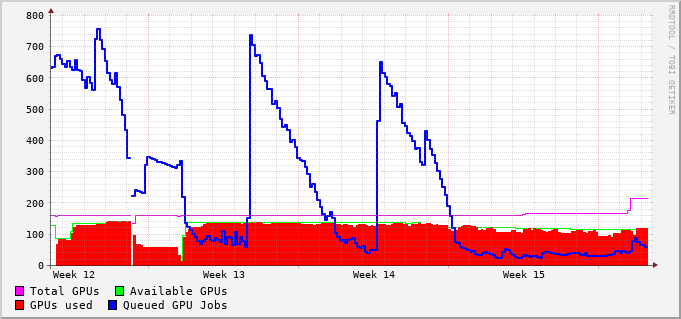 800
700
600
500
400
300
200
100
0
Week 12 Week 13 Week 14 Week 15
Total GPUs Available GPUs
GPUs used Queued GPU Jobs
RRDTOOL / TOBI OETIKER